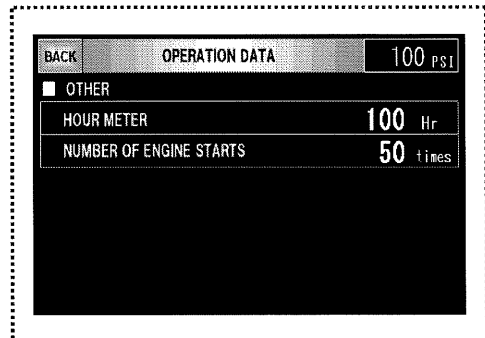 BACK OPERATION DATA 100 PSI
OTHER
HOUR METER 100 Hr
NUMBER OF ENGINE STARTS 50 times